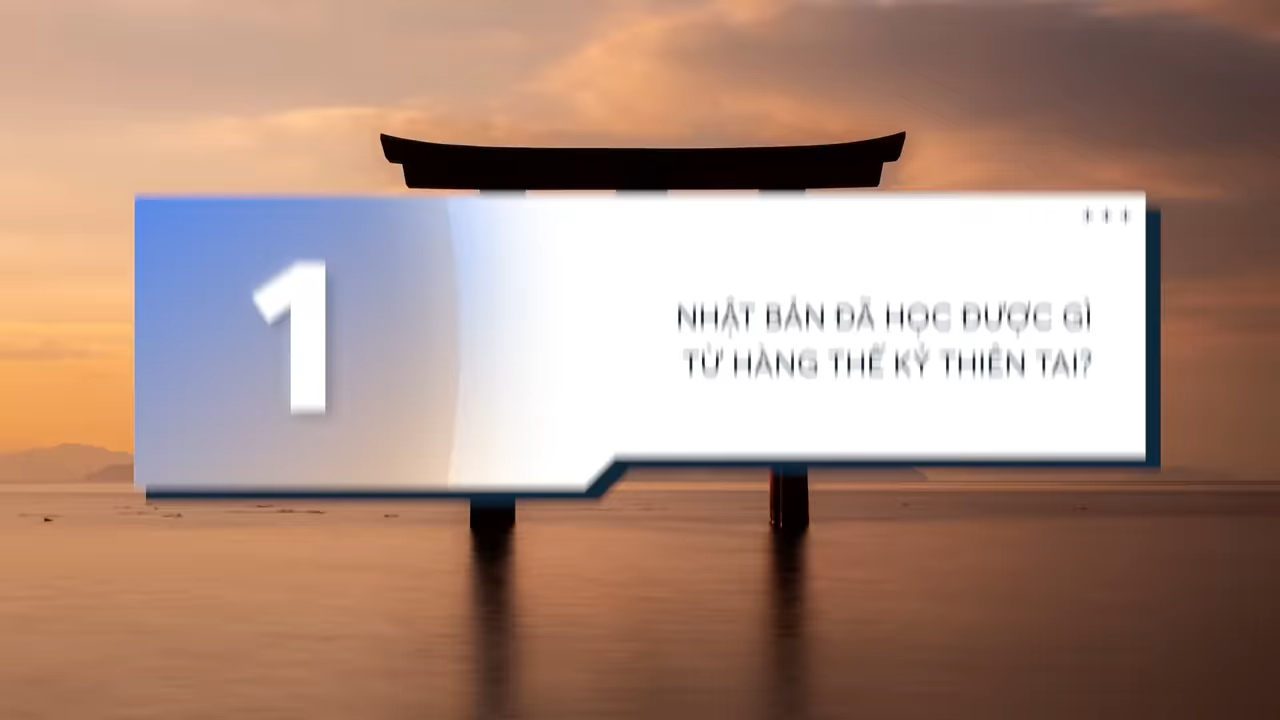 1
NHẬT BẢN ĐÃ HỌC ĐƯỢC GÌ
TỪ HÀNG THẾ KỶ THIÊN TAI?